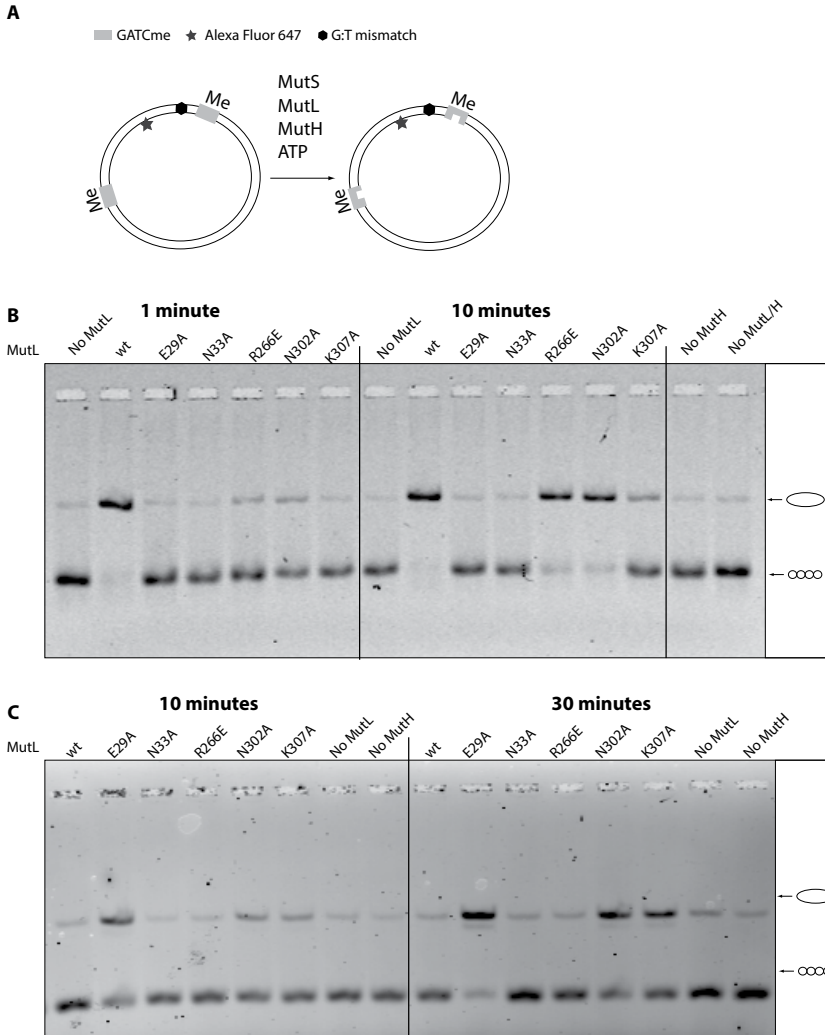 A
GATCme Alexa Fluor 647 G:T mismatch
Me
Me
MutS
MutL
MutH
ATP
Me
Me
B
1 minute
10 minutes
MutL
No MutL
wt
E29A
N33A
R266E
N302A
K307A
No MutL
wt
E29A
N33A
R266E
N302A
K307A
No MutH
No MutL/H
C
10 minutes
30 minutes
MutL
wt
E29A
N33A
R266E
N302A
K307A
No MutL
No MutH
wt
E29A
N33A
R266E
N302A
K307A
No MutL
No MutH